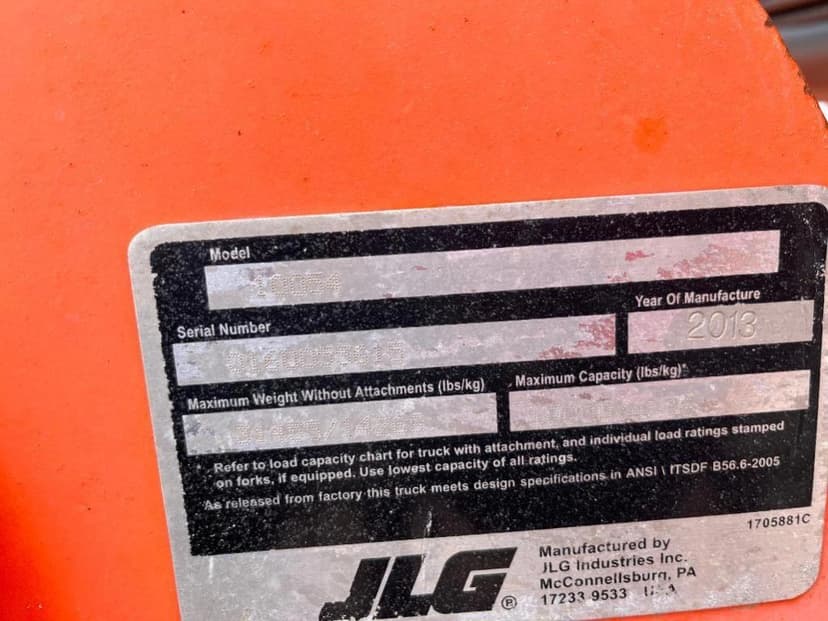 Model
10054
Serial Number
Year Of Manufacture
2013
Maximum Weight Without Attachments (lbs/kg)
Maximum Capacity (lbs/kg)*
* Refer to load capacity chart for truck with attachment, and individual load ratings stamped
on forks, if equipped. Use lowest capacity of all ratings.
As released from factory this truck meets design specifications in ANSI \ ITSDF B56.6-2005
1705881C
JLG®
Manufactured by
JLG Industries Inc.
McConnellsburg, PA
17233-9533 USA